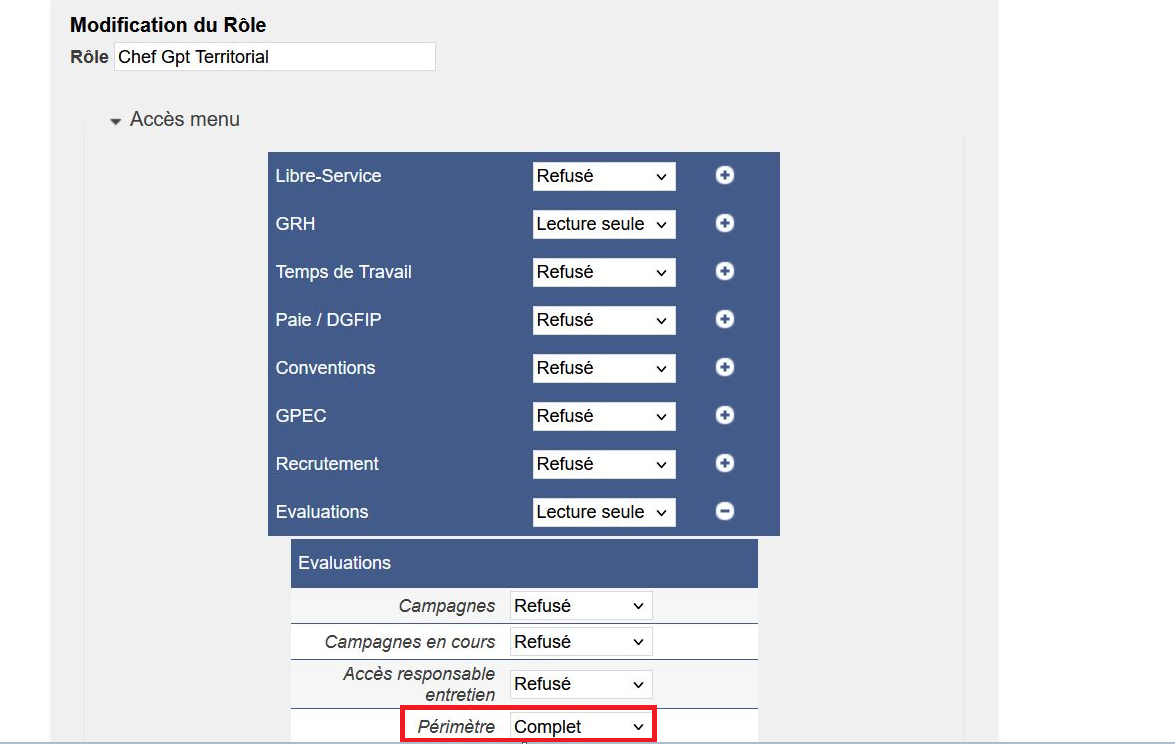 Modification du Rôle
Rôle Chef Gpt Territorial
Accès menu
Libre-Service Refusé
GRH Lecture seule
Temps de Travail Refusé
Paie / DGFIP Refusé
Conventions Refusé
GPEC Refusé
Recrutement Refusé
Evaluations Lecture seule
Evaluations
Campagnes Refusé
Campagnes en cours Refusé
Accès responsable
entretien Refusé
Périmètre Complet